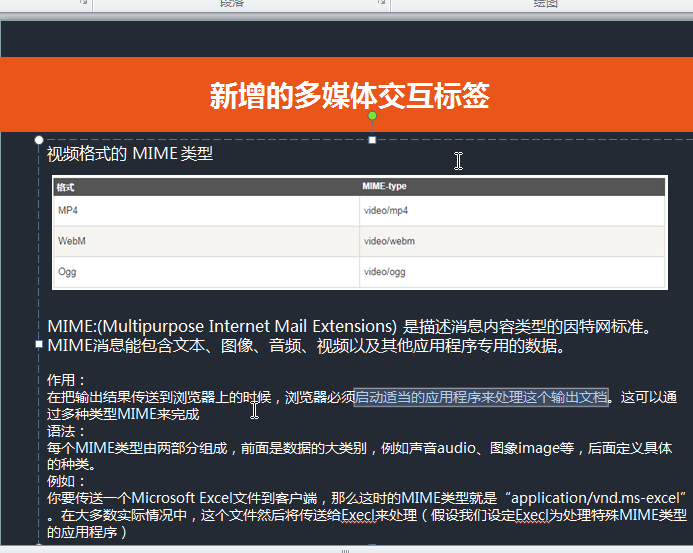 段落
绘图
新增的多媒体交互标签
视频格式的 MIME 类型
格式 MIME-type
MP4 video/mp4
WebM video/webm
Ogg video/ogg
MIME:(Multipurpose Internet Mail Extensions) 是描述消息内容类型的因特网标准。
MIME消息能包含文本、图像、音频、视频以及其他应用程序专用的数据。
作用：
在把输出结果传送到浏览器上的时候，浏览器必须启动适当的应用程序来处理这个输出文档。这可以通
过多种类型MIME来完成
语法：
每个MIME类型由两部分组成，前面是数据的大类别，例如声音audio、图象image等，后面定义具体
的种类。
例如：
你要传送一个Microsoft Excel文件到客户端，那么这时的MIME类型就是“application/vnd.ms-excel”
。在大多数实际情况中，这个文件然后将传送给Execl来处理（假设我们设定Execl为处理特殊MIME类型
的应用程序）